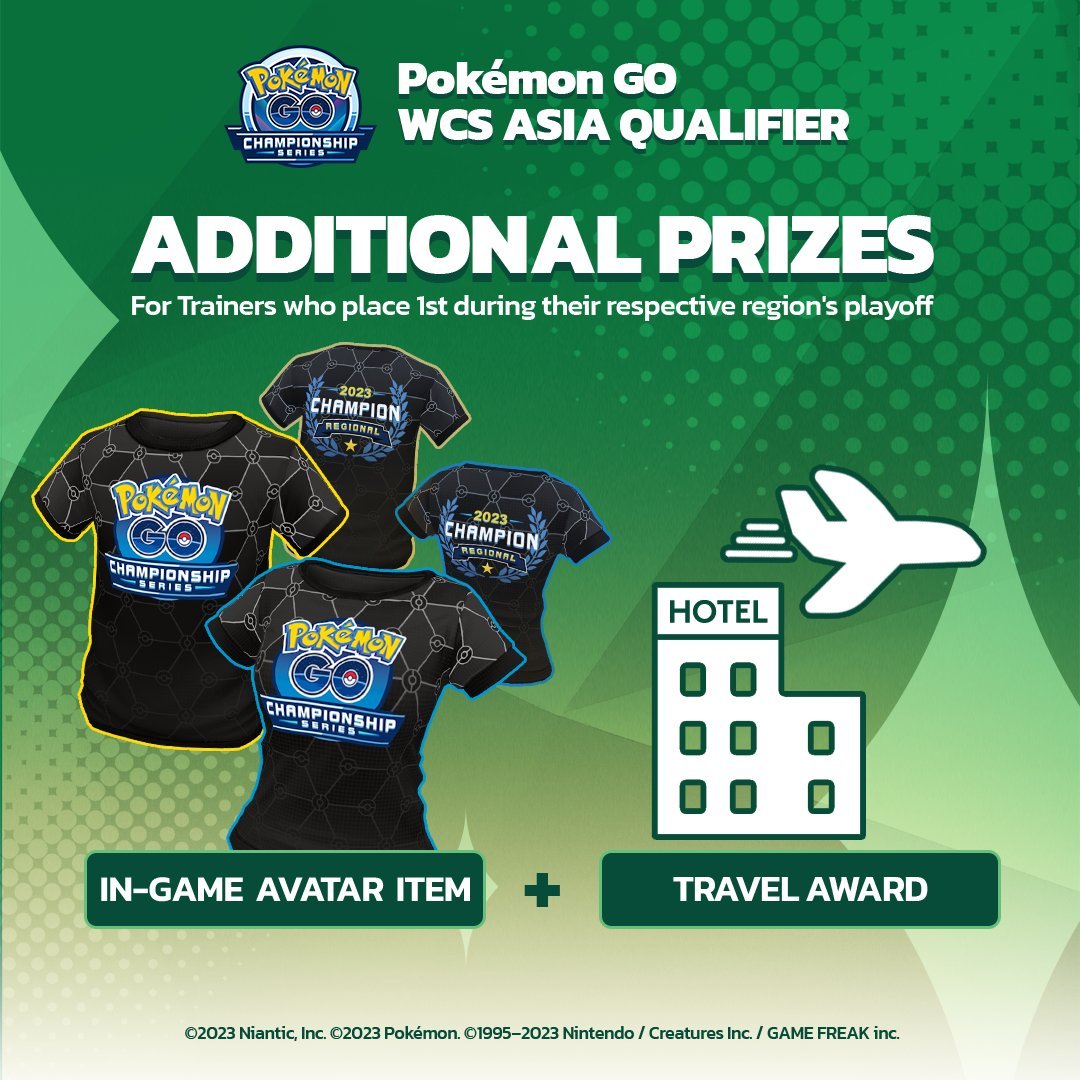 POKéMON
GO
CHAMPIONSHIP
SERIES
Pokémon GO
WCS ASIA QUALIFIER
ADDITIONAL PRIZES
For Trainers who place 1st during their respective region's playoff
2023
CHAMPION
REGIONAL
POKéMON
GO
CHAMPIONSHIP
SERIES
2023
CHAMPION
REGIONAL
POKéMON
GO
CHAMPIONSHIP
SERIES
HOTEL
IN-GAME AVATAR ITEM
+
TRAVEL AWARD
©2023 Niantic, Inc. ©2023 Pokémon. ©1995–2023 Nintendo / Creatures Inc. / GAME FREAK inc.